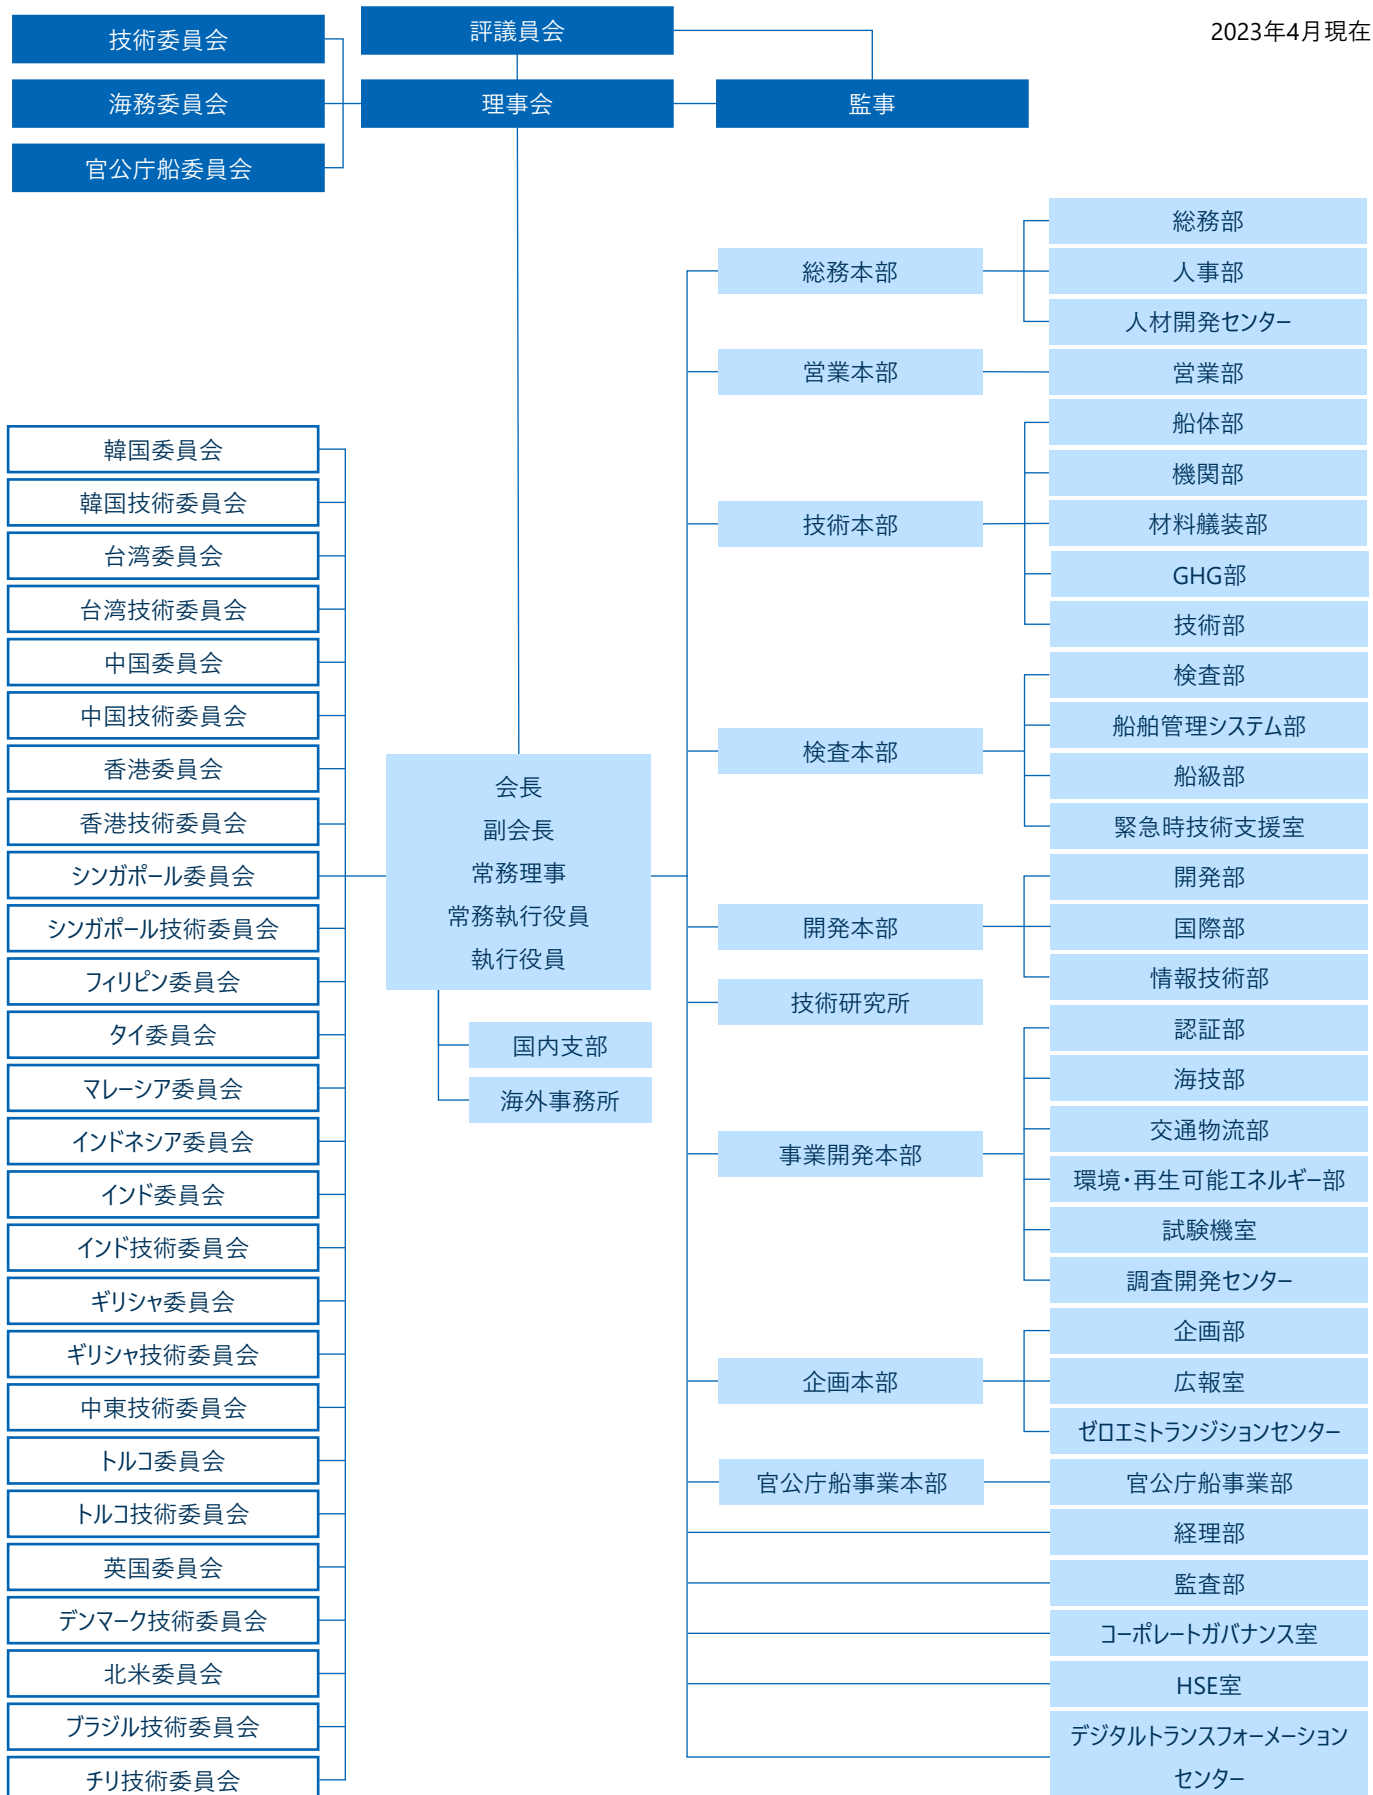 技術委員会
海務委員会
官公庁船委員会
評議員会
理事会
監事
2023年4月現在
韓国委員会
韓国技術委員会
台湾委員会
台湾技術委員会
中国委員会
中国技術委員会
香港委員会
香港技術委員会
シンガポール委員会
シンガポール技術委員会
フィリピン委員会
タイ委員会
マレーシア委員会
インドネシア委員会
インド委員会
インド技術委員会
ギリシャ委員会
ギリシャ技術委員会
中東技術委員会
トルコ委員会
トルコ技術委員会
英国委員会
デンマーク技術委員会
北米委員会
ブラジル技術委員会
チリ技術委員会
会長
副会長
常務理事
常務執行役員
執行役員
国内支部
海外事務所
総務本部
総務部
人事部
人材開発センター
営業本部
営業部
技術本部
船体部
機関部
材料艤装部
GHG部
技術部
検査本部
検査部
船舶管理システム部
船級部
緊急時技術支援室
開発本部
開発部
国際部
情報技術部
技術研究所
事業開発本部
認証部
海技部
交通物流部
環境・再生可能エネルギー部
試験機室
調査開発センター
企画本部
企画部
広報室
ゼロエミトランジションセンター
官公庁船事業本部
官公庁船事業部
経理部
監査部
コーポレートガバナンス室
HSE室
デジタルトランスフォーメーション
センター